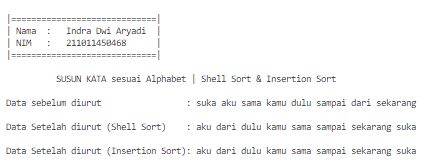 |============================|
| Nama  :   Indra Dwi Aryadi  |
| NIM   :   211011450468      |
|============================|
SUSUN KATA sesuai Alphabet | Shell Sort & Insertion Sort
Data sebelum diurut                : suka aku sama kamu dulu sampai dari sekarang
Data Setelah diurut (Shell Sort)   : aku dari dulu kamu sama sampai sekarang suka
Data Setelah diurut (Insertion Sort): aku dari dulu kamu sama sampai sekarang suka